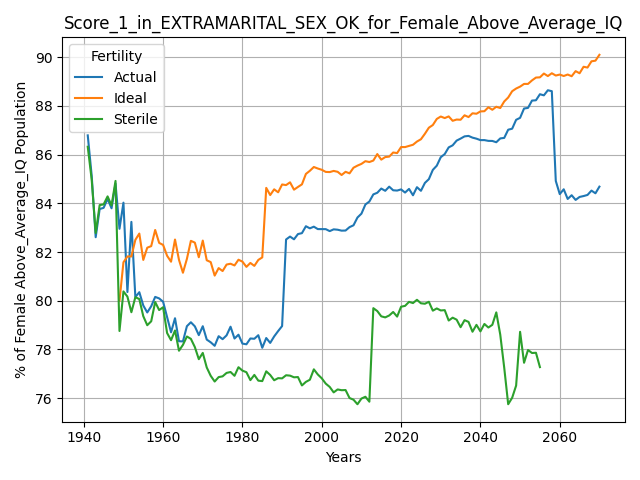 Score_1_in_EXTRAMARITAL_SEX_OK_for_Female_Above_Average_IQ
% of Female Above_Average_IQ Population
90
88
86
84
82
80
78
76
Fertility
Actual
Ideal
Sterile
1940 1960 1980 2000 2020 2040 2060
Years